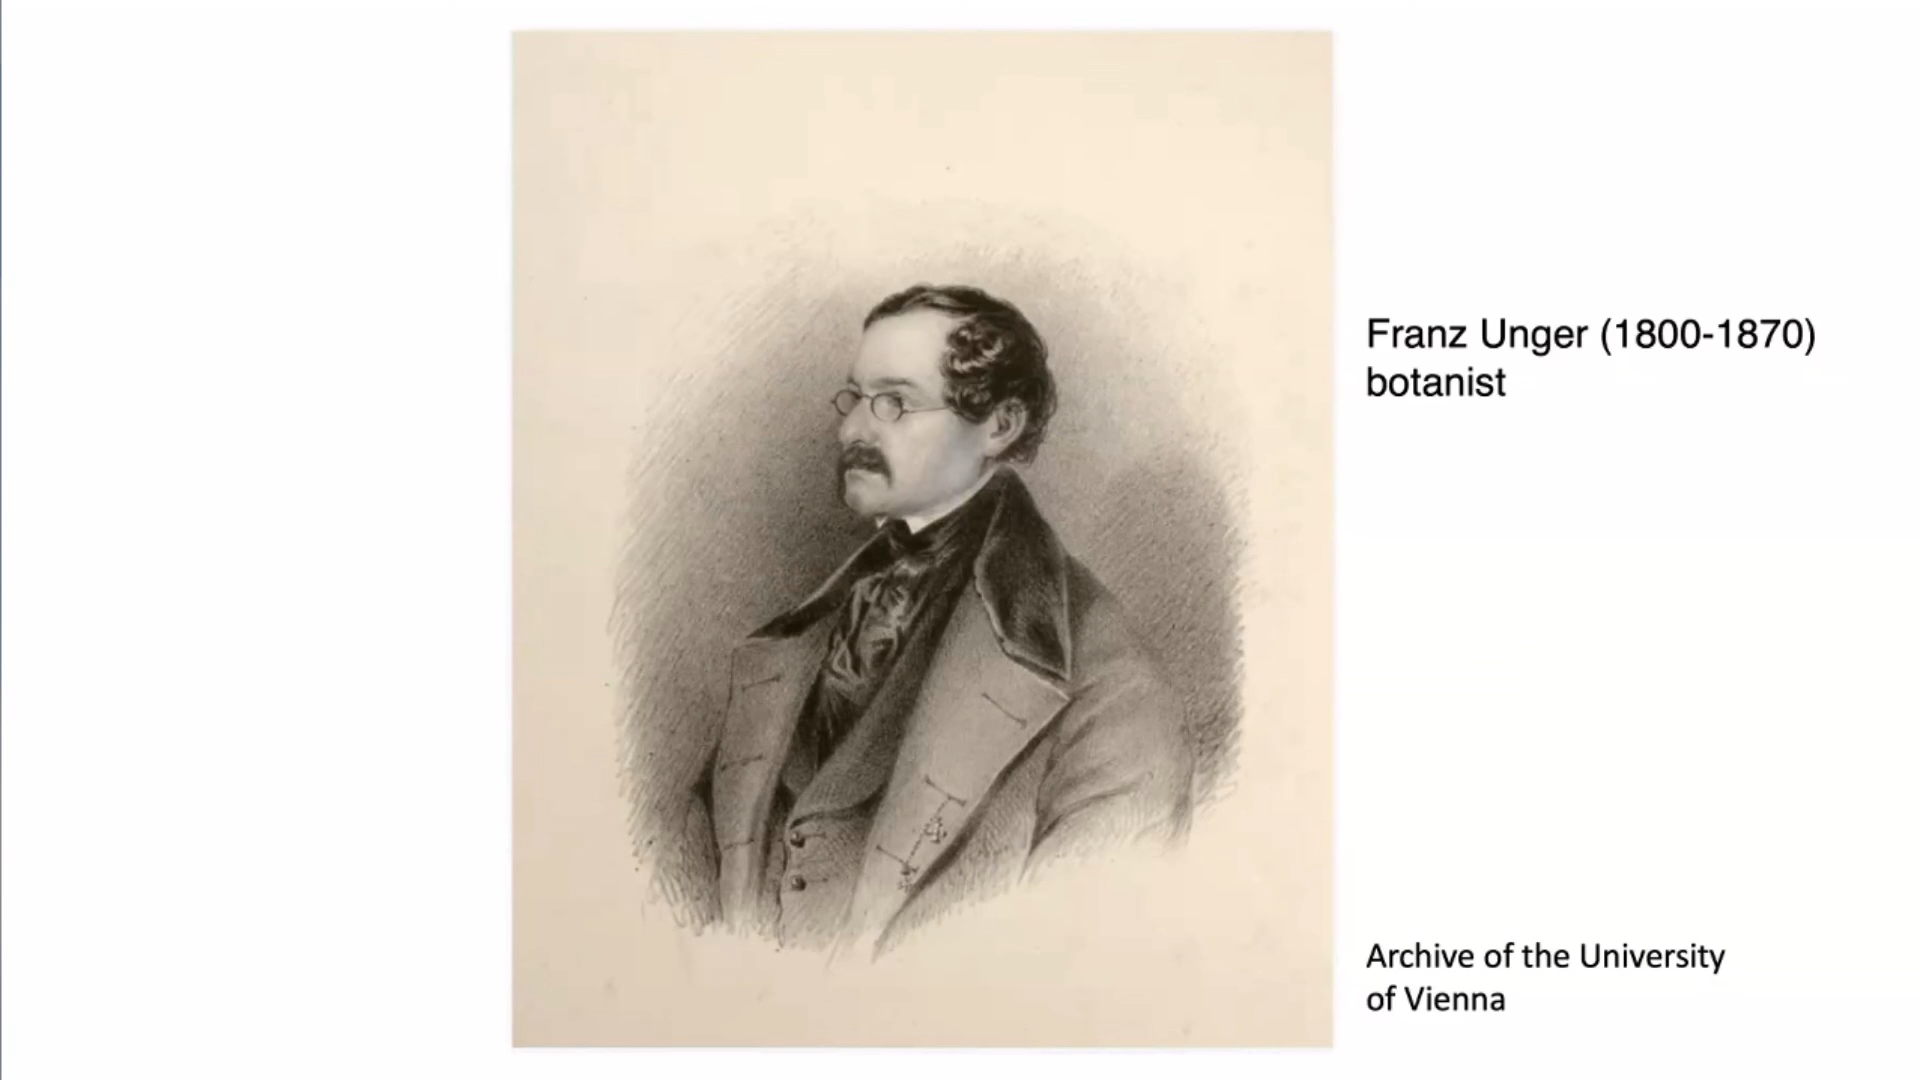 Franz Unger (1800-1870)
botanist
Archive of the University
of Vienna